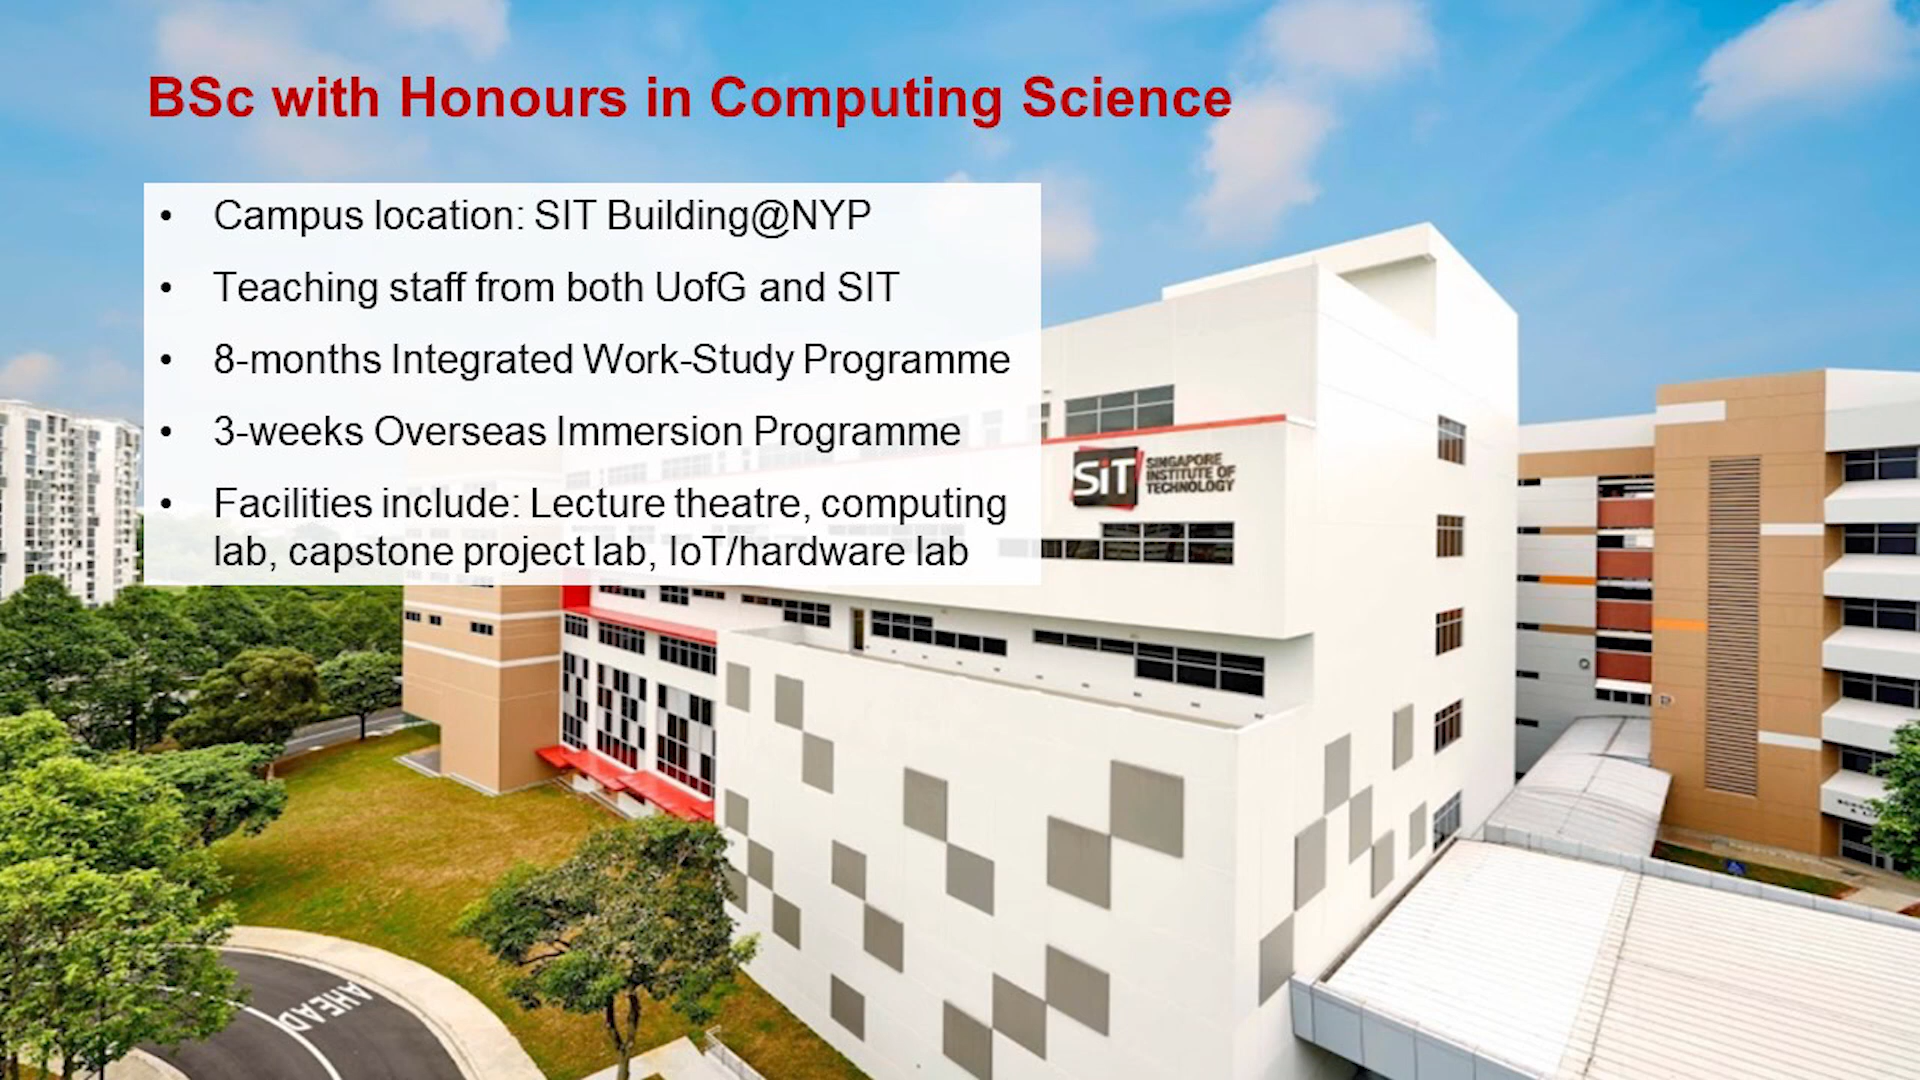 BSc with Honours in Computing Science
• Campus location: SIT Building@NYP
• Teaching staff from both UofG and SIT
• 8-months Integrated Work-Study Programme
• 3-weeks Overseas Immersion Programme
• Facilities include: Lecture theatre, computing
lab, capstone project lab, IoT/hardware lab
SiT
SINGAPORE
INSTITUTE OF
TECHNOLOGY
AHEAD